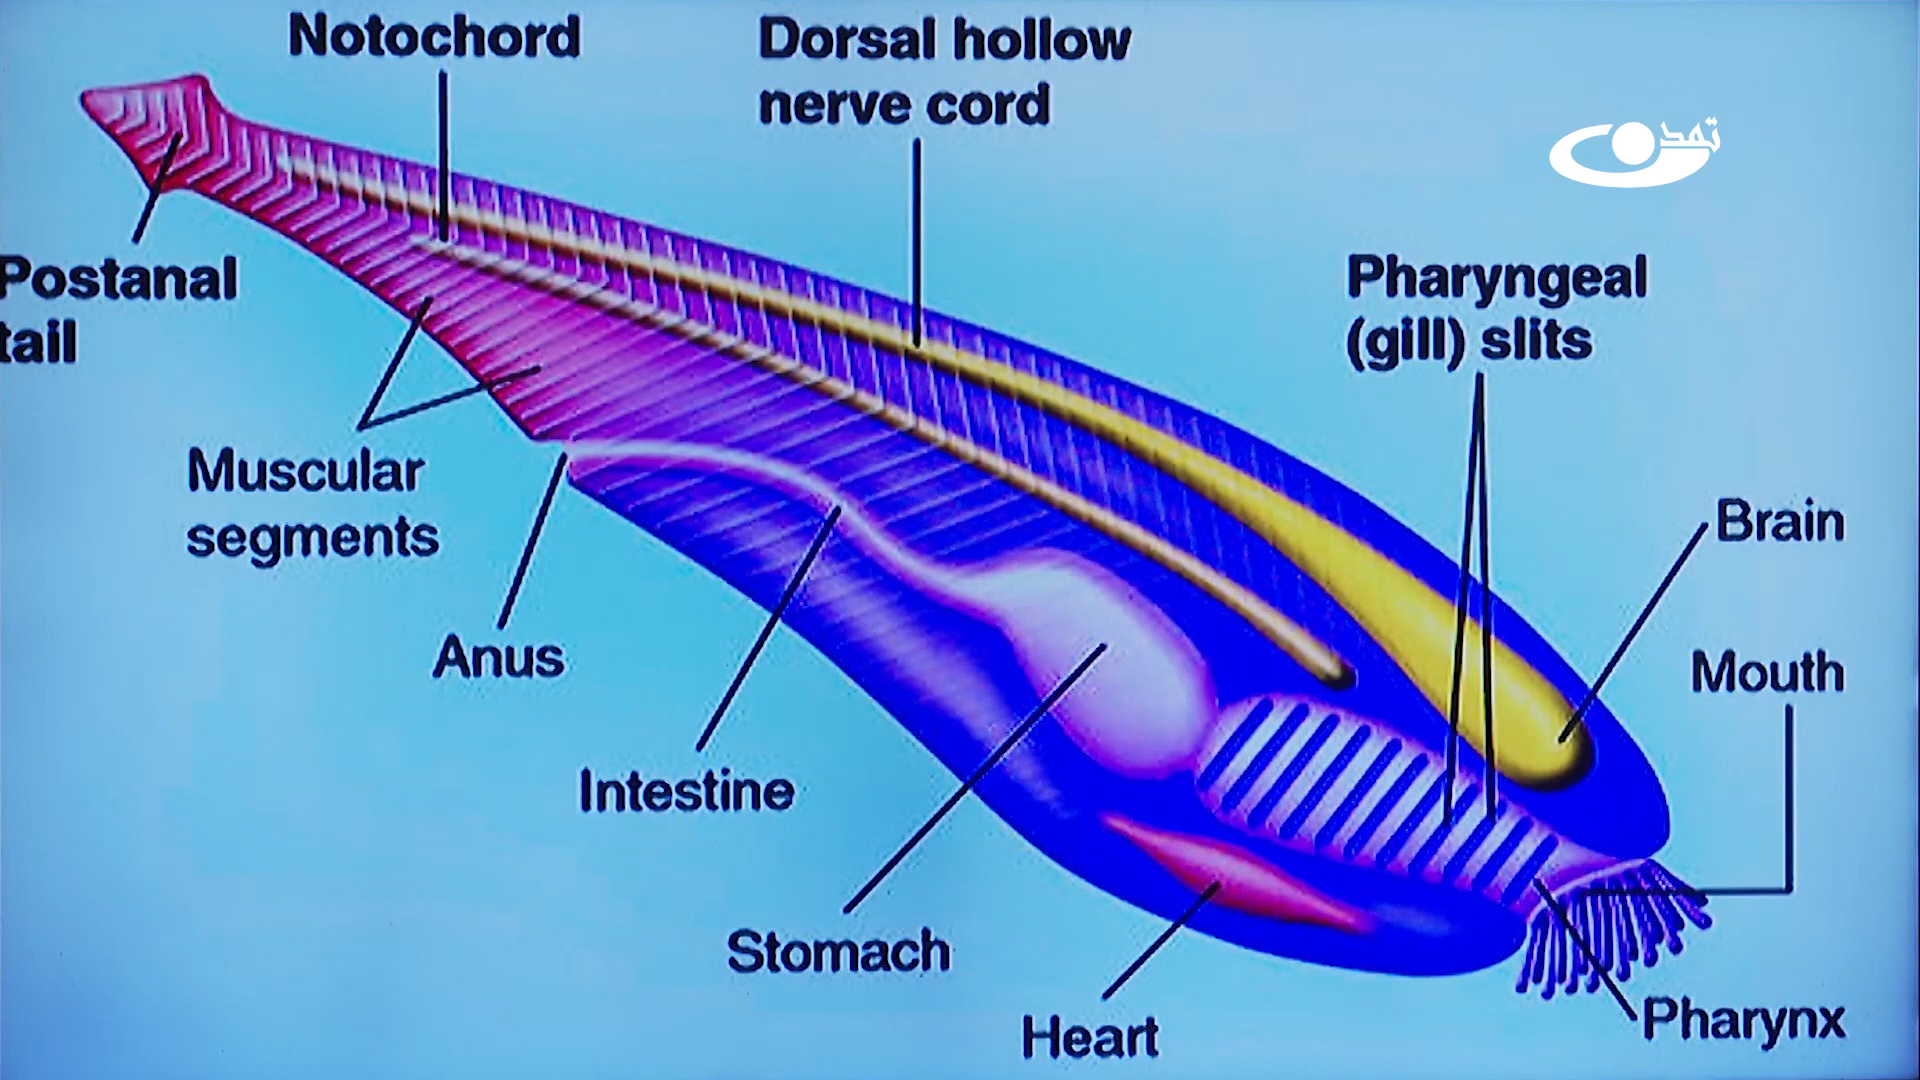 Notochord
Dorsal hollow
nerve cord
تمدن
Postanal
tail
Pharyngeal
(gill) slits
Muscular
segments
Brain
Anus
Mouth
Intestine
Stomach
Heart
Pharynx